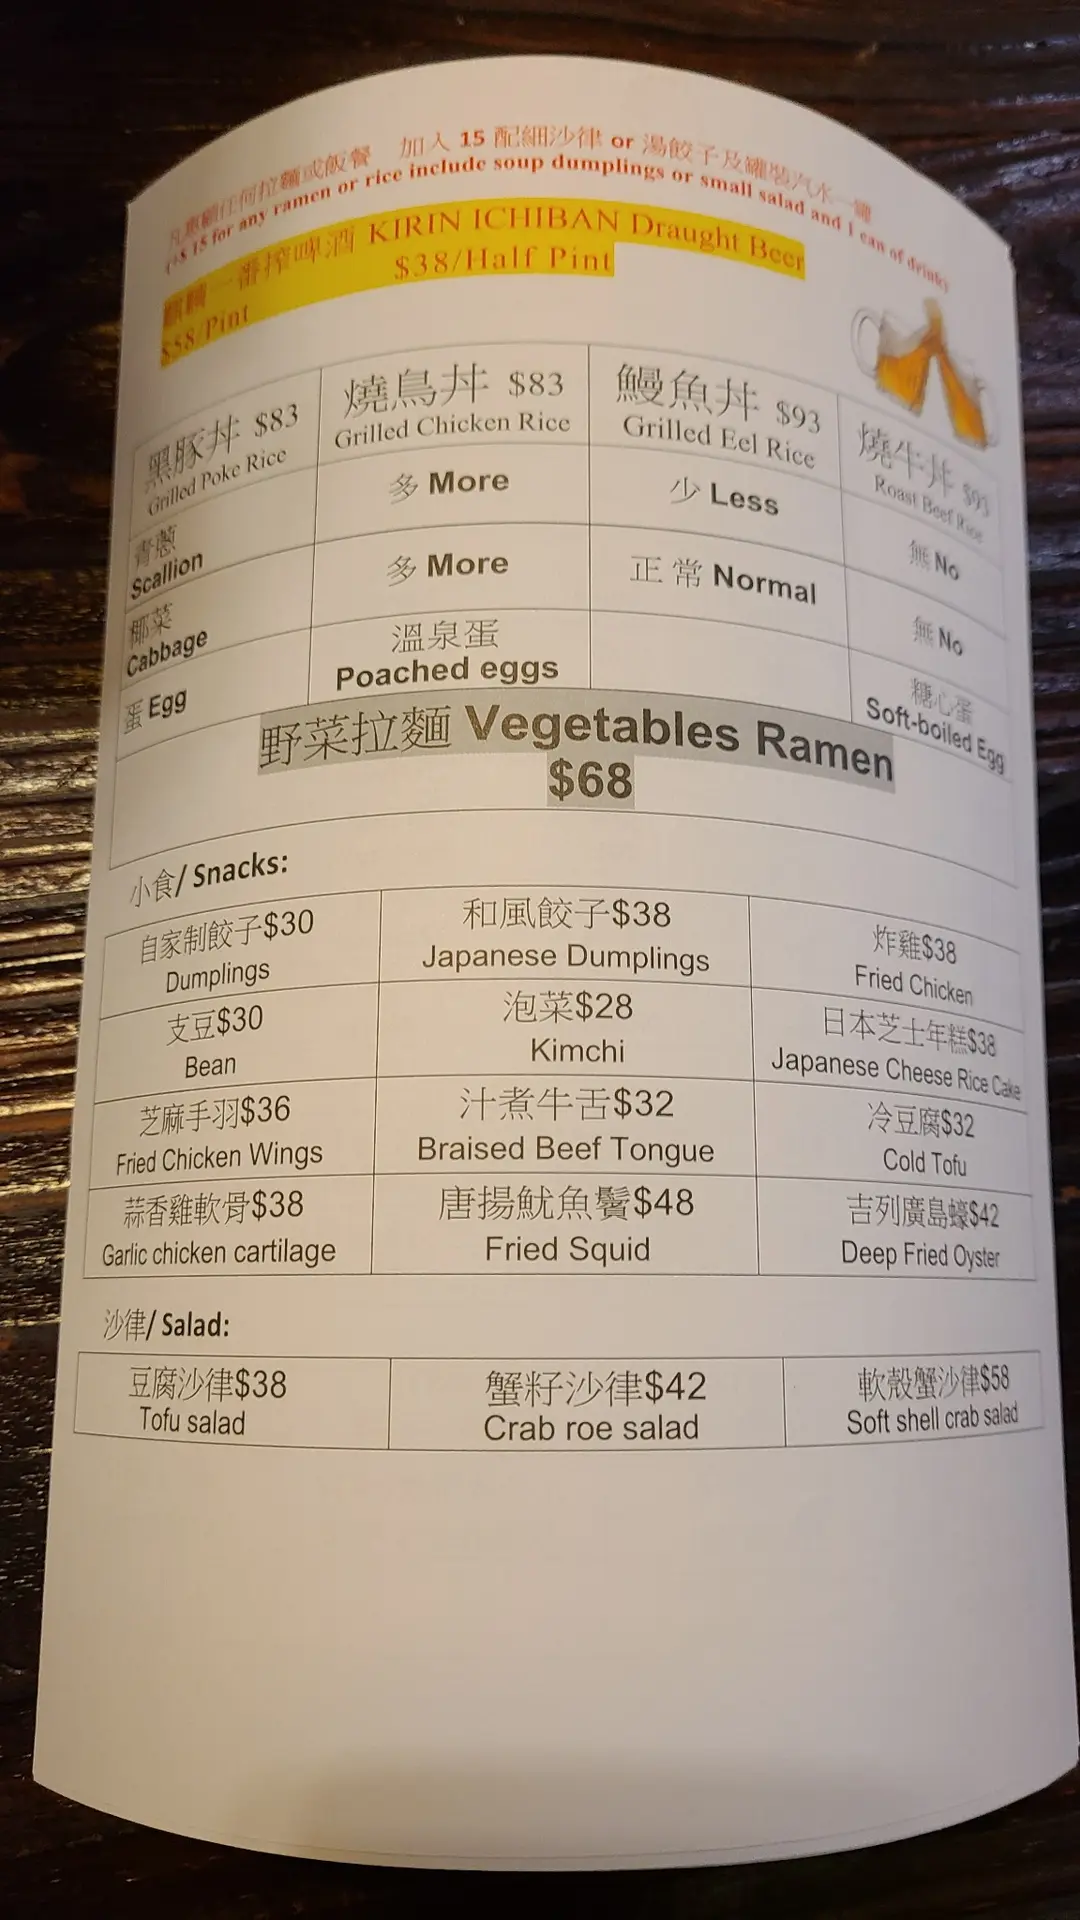 凡惠顧任何拉麵或飯餐 加入 15 配細沙律 or 湯餃子及罐裝汽水一罐
(+$ 15 for any ramen or rice include soup dumplings or small salad and 1 can of drink)
麒麟一番搾啤酒 KIRIN ICHIBAN Draught Beer
$58/Pint $38/Half Pint
黑豚丼 $83 燒鳥丼 $83 鰻魚丼 $93 燒牛丼 $93
Grilled Poke Rice Grilled Chicken Rice Grilled Eel Rice Roast Beef Rice
青蔥 多 More 少 Less 無 No
Scallion
椰菜 多 More 正常 Normal 無 No
Cabbage
蛋 Egg 溫泉蛋 糖心蛋
Poached eggs Soft-boiled Egg
野菜拉麵 Vegetables Ramen
$68
小食/ Snacks:
自家制餃子$30 和風餃子$38 炸雞$38
Dumplings Japanese Dumplings Fried Chicken
支豆$30 泡菜$28 日本芝士年糕$38
Bean Kimchi Japanese Cheese Rice Cake
芝麻手羽$36 汁煮牛舌$32 冷豆腐$32
Fried Chicken Wings Braised Beef Tongue Cold Tofu
蒜香雞軟骨$38 唐揚魷魚鬚$48 吉列廣島蠔$42
Garlic chicken cartilage Fried Squid Deep Fried Oyster
沙律/ Salad:
豆腐沙律$38 蟹籽沙律$42 軟殼蟹沙律$58
Tofu salad Crab roe salad Soft shell crab salad